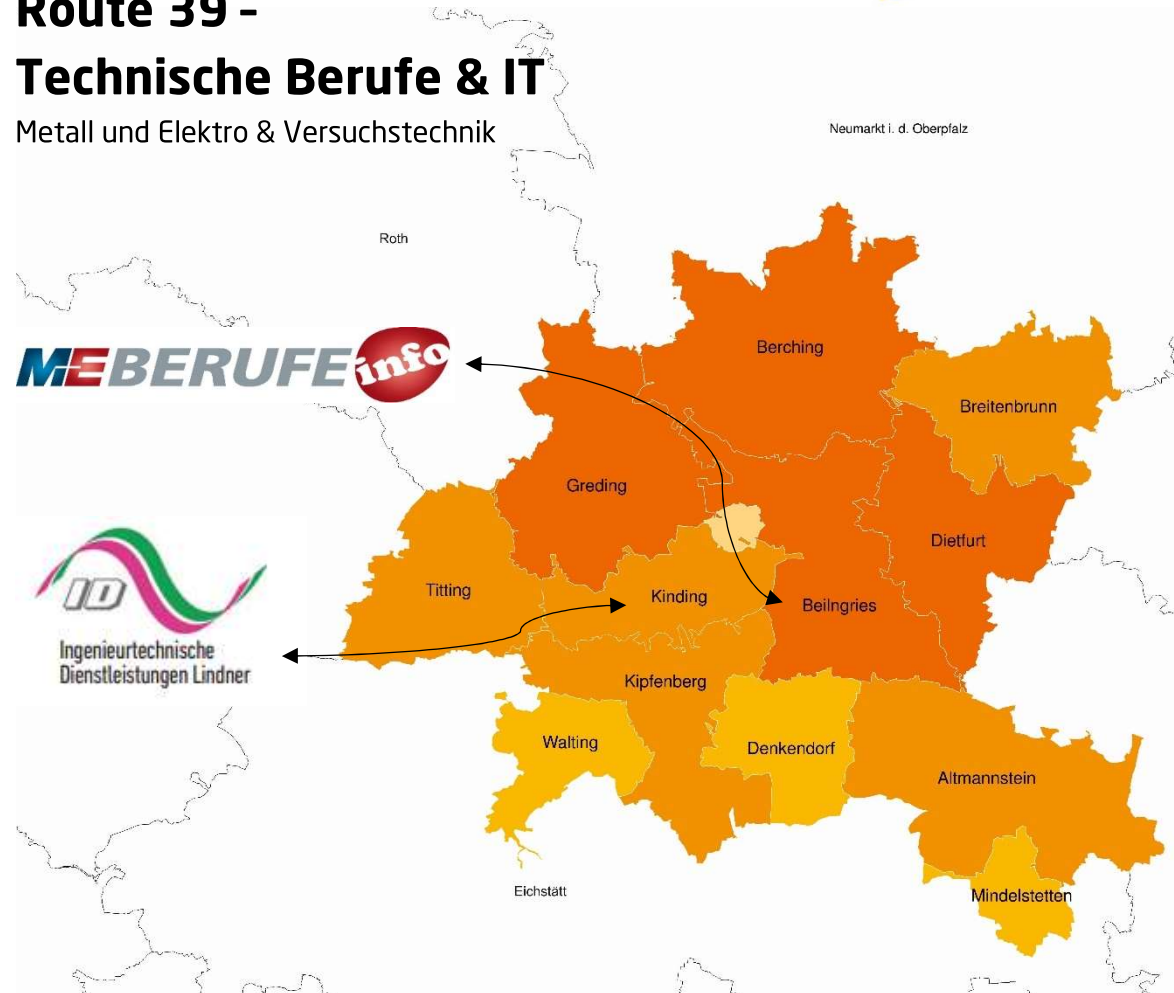 Route 39 –
Technische Berufe & IT
Metall und Elektro & Versuchstechnik
Neumarkt i. d. Oberpfalz
Roth
MEBERUFE info
Berching
Breitenbrunn
Greding
Dietfurt
Titting
Kinding
Beilngries
ID
Ingenieurtechnische
Dienstleistungen Lindner
Kipfenberg
Walting
Denkendorf
Altmannstein
Eichstätt
Mindelstetten